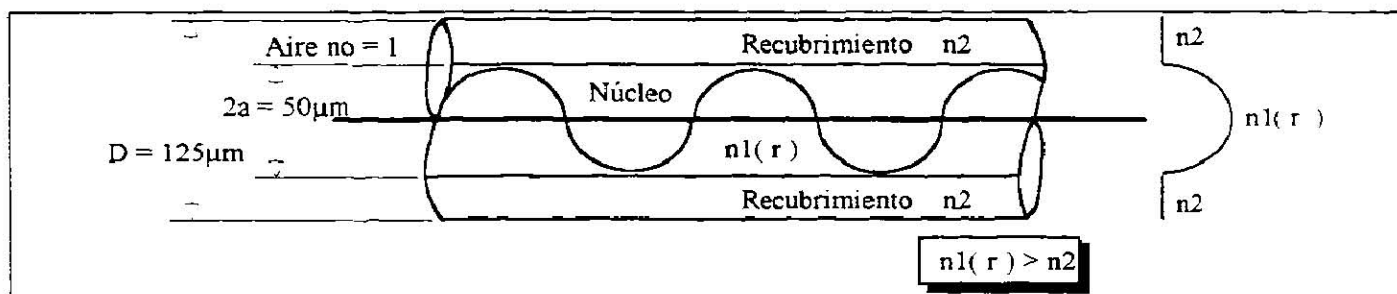 Aire no = 1
Recubrimiento n2
n2
2a = 50µm
Núcleo
n1( r )
D = 125µm
n1( r )
Recubrimiento n2
n2
n1( r ) > n2